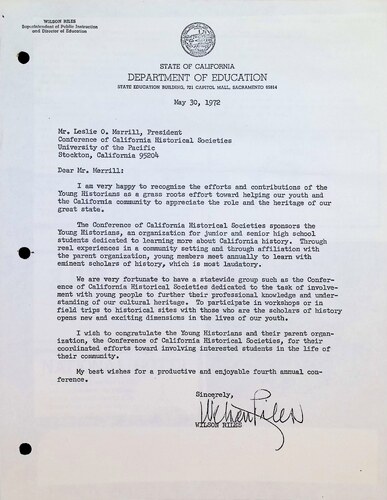 WILSON RILES
Superintendent of Public Instruction
and Director of Education
STATE OF CALIFORNIA
DEPARTMENT OF EDUCATION
STATE EDUCATION BUILDING, 721 CAPITOL MALL, SACRAMENTO 95814
May 30, 1972
Mr. Leslie O. Merrill, President
Conference of California Historical Societies
University of the Pacific
Stockton, California 95204
Dear Mr. Merrill:
I am very happy to recognize the efforts and contributions of the
Young Historians as a grass roots effort toward helping our youth and
the California community to appreciate the role and the heritage of our
great state.
The Conference of California Historical Societies sponsors the
Young Historians, an organization for junior and senior high school
students dedicated to learning more about California history. Through
real experiences in a community setting and through affiliation with
the parent organization, young members meet annually to learn with
eminent scholars of history, which is most laudatory.
We are very fortunate to have a statewide group such as the Confer-
ence of California Historical Societies dedicated to the task of involve-
ment with young people to further their professional knowledge and under-
standing of our cultural heritage. To participate in workshops or in
field trips to historical sites with those who are the scholars of history
opens new and exciting dimensions in the lives of our youth.
I wish to congratulate the Young Historians and their parent organ-
ization, the Conference of California Historical Societies, for their
coordinated efforts toward involving interested students in the life of
their community.
My best wishes for a productive and enjoyable fourth annual con-
ference.
Sincerely,
Wilson Riles
WILSON RILES